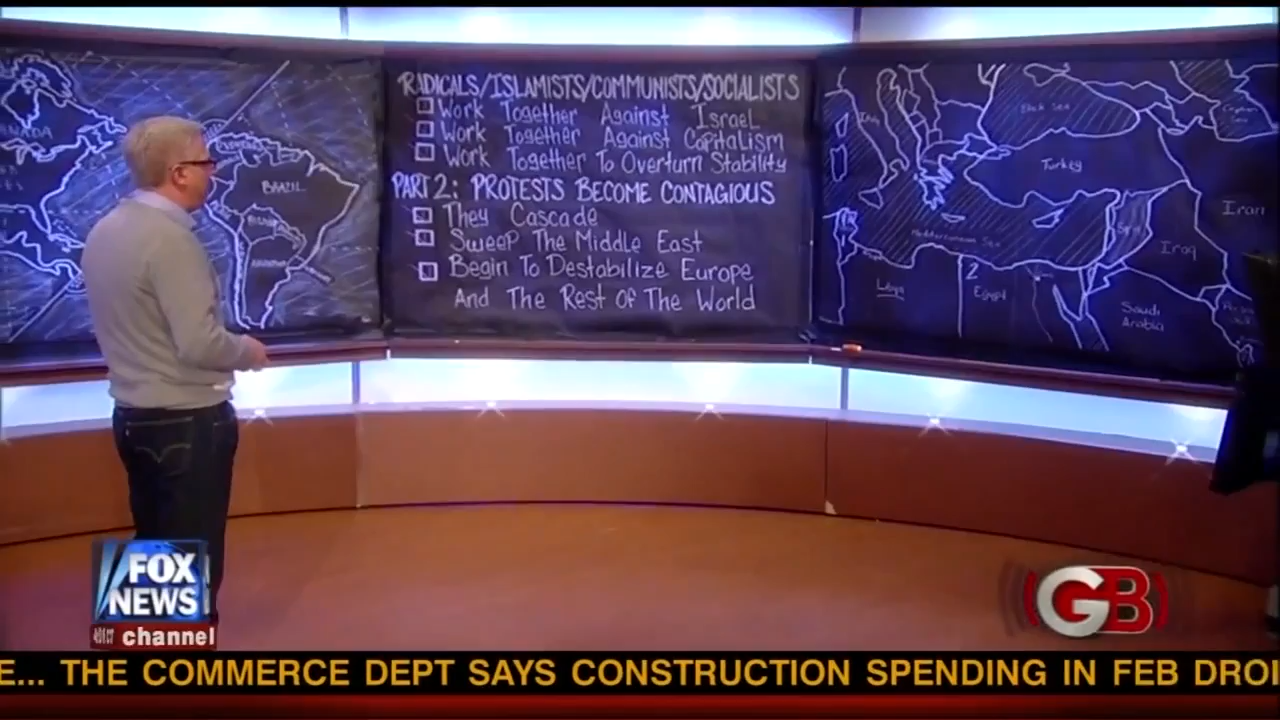 RADICALS/ISLAMISTS/COMMUNISTS/SOCIALISTS
Work Together Against Israel
Work Together Against Capitalism
Work Together To Overturn Stability
PART 2: PROTESTS BECOME CONTAGIOUS
They Cascade
Sweep The Middle East
Begin To Destabilize Europe
And The Rest Of The World
BRAZIL
Italy
Black Sea
Turkey
Mediterranean Sea
Iran
Iraq
Libya
2
Egypt
Saudi
Arabia
FOX
NEWS
channel
GB
E... THE COMMERCE DEPT SAYS CONSTRUCTION SPENDING IN FEB DROI